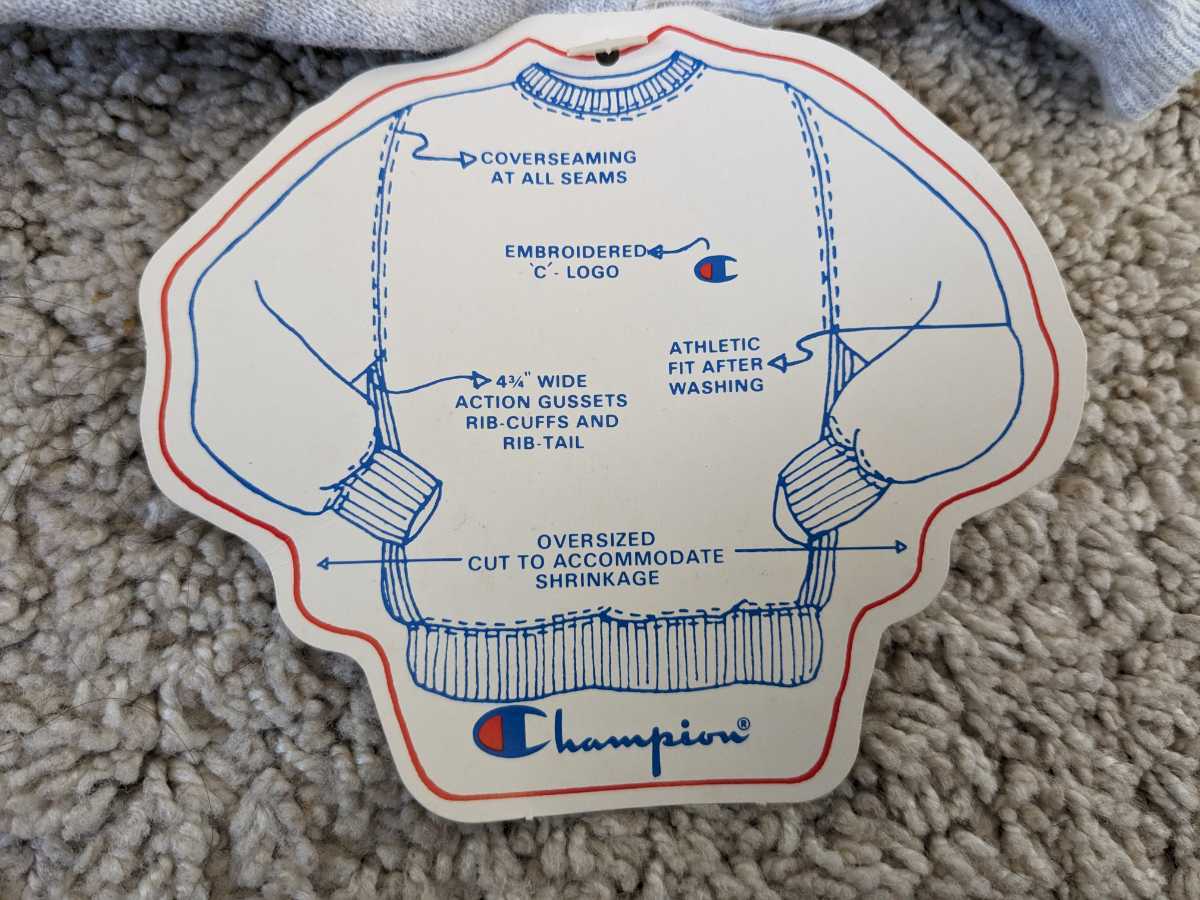 COVERSEAMING
AT ALL SEAMS
EMBROIDERED
`C´- LOGO
ATHLETIC
FIT AFTER
WASHING
4¾" WIDE
ACTION GUSSETS
RIB-CUFFS AND
RIB-TAIL
OVERSIZED
CUT TO ACCOMMODATE
SHRINKAGE
Champion®